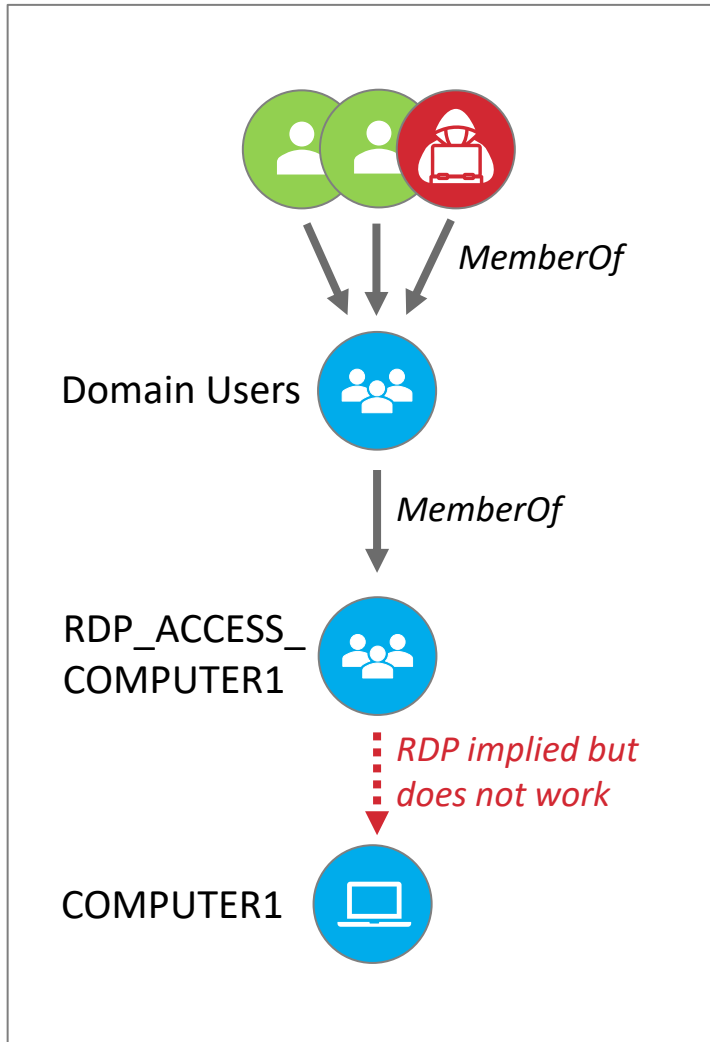 MemberOf
Domain Users
MemberOf
RDP_ACCESS_
COMPUTER1
RDP implied but
does not work
COMPUTER1